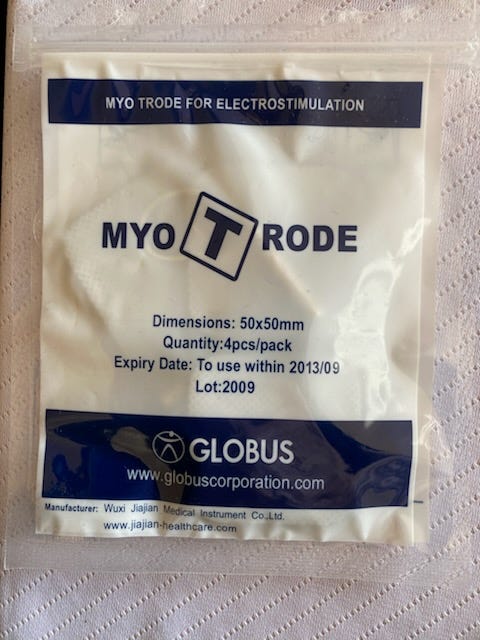 MYO TRODE FOR ELECTROSTIMULATION
MYO T RODE
Dimensions: 50x50mm
Quantity:4pcs/pack
Expiry Date: To use within 2013/09
Lot:2009
GLOBUS
www.globuscorporation.com
Manufacturer: Wuxi Jiajian Medical Instrument Co.,Ltd.
www.jiajian-healthcare.com